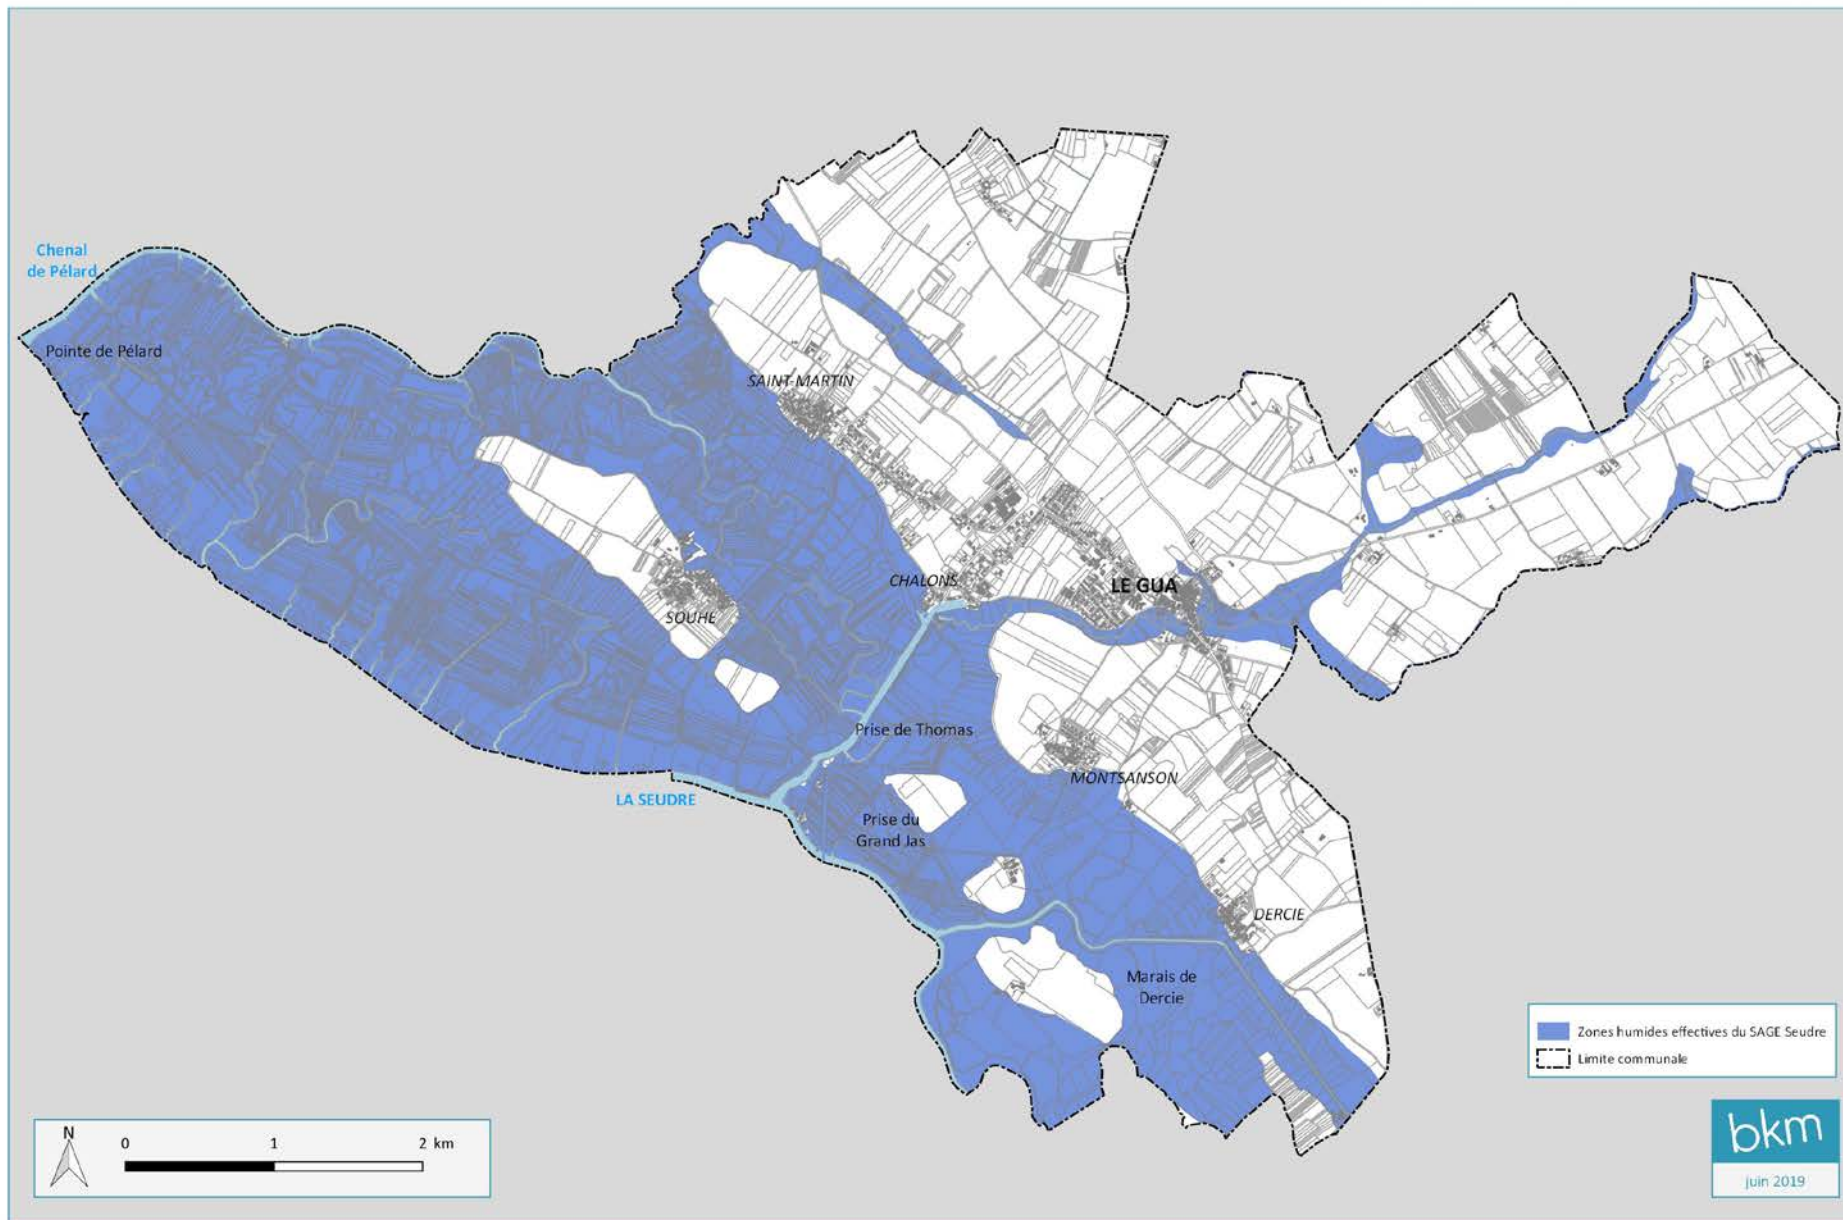 Chenal
de Pélard
Pointe de Pélard
SAINT-MARTIN
CHALONS
LE GUA
SOUHE
Prise de Thomas
MONTSANSON
LA SEUDRE
Prise du
Grand Jas
DERCIE
Marais de
Dercie
Zones humides effectives du SAGE Seudre
Limite communale
N
0 1 2 km
bkm
juin 2019